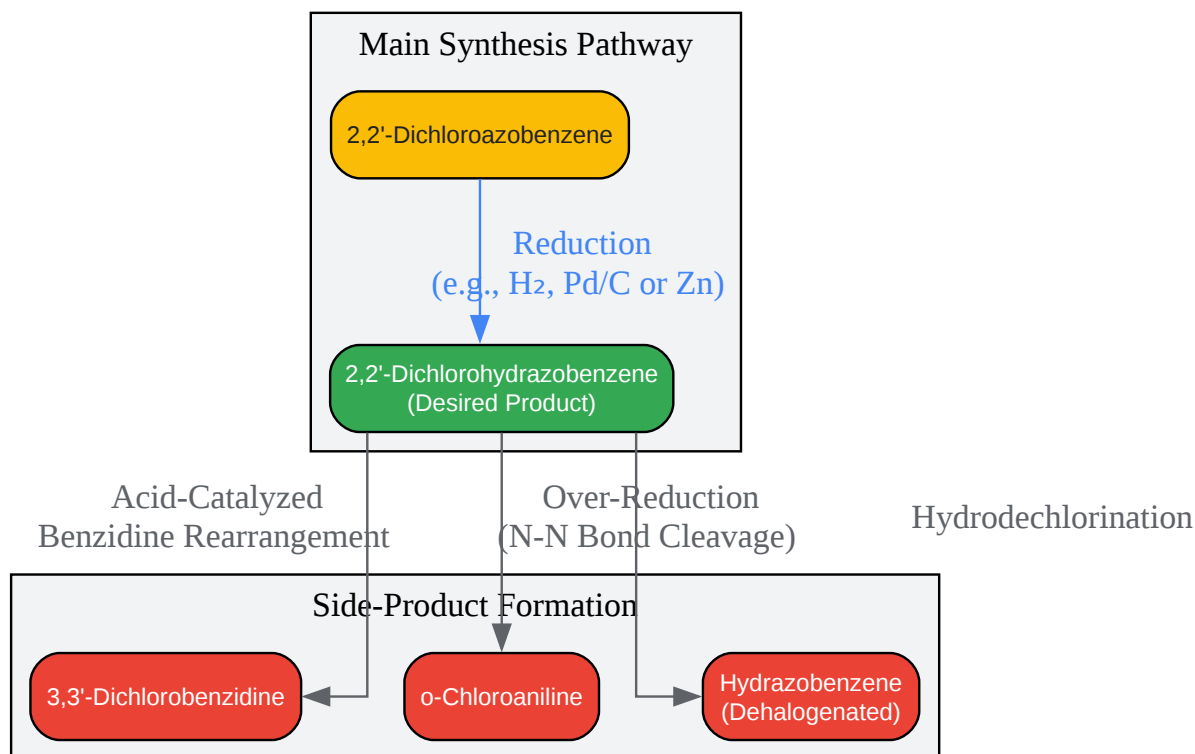 Main Synthesis Pathway
2,2'-Dichloroazobenzene
Reduction
(e.g., H₂, Pd/C or Zn)
2,2'-Dichlorohydrazobenzene
(Desired Product)
Acid-Catalyzed
Benzidine Rearrangement
Over-Reduction
(N-N Bond Cleavage)
Hydrodechlorination
Side-Product Formation
3,3'-Dichlorobenzidine
o-Chloroaniline
Hydrazobenzene
(Dehalogenated)